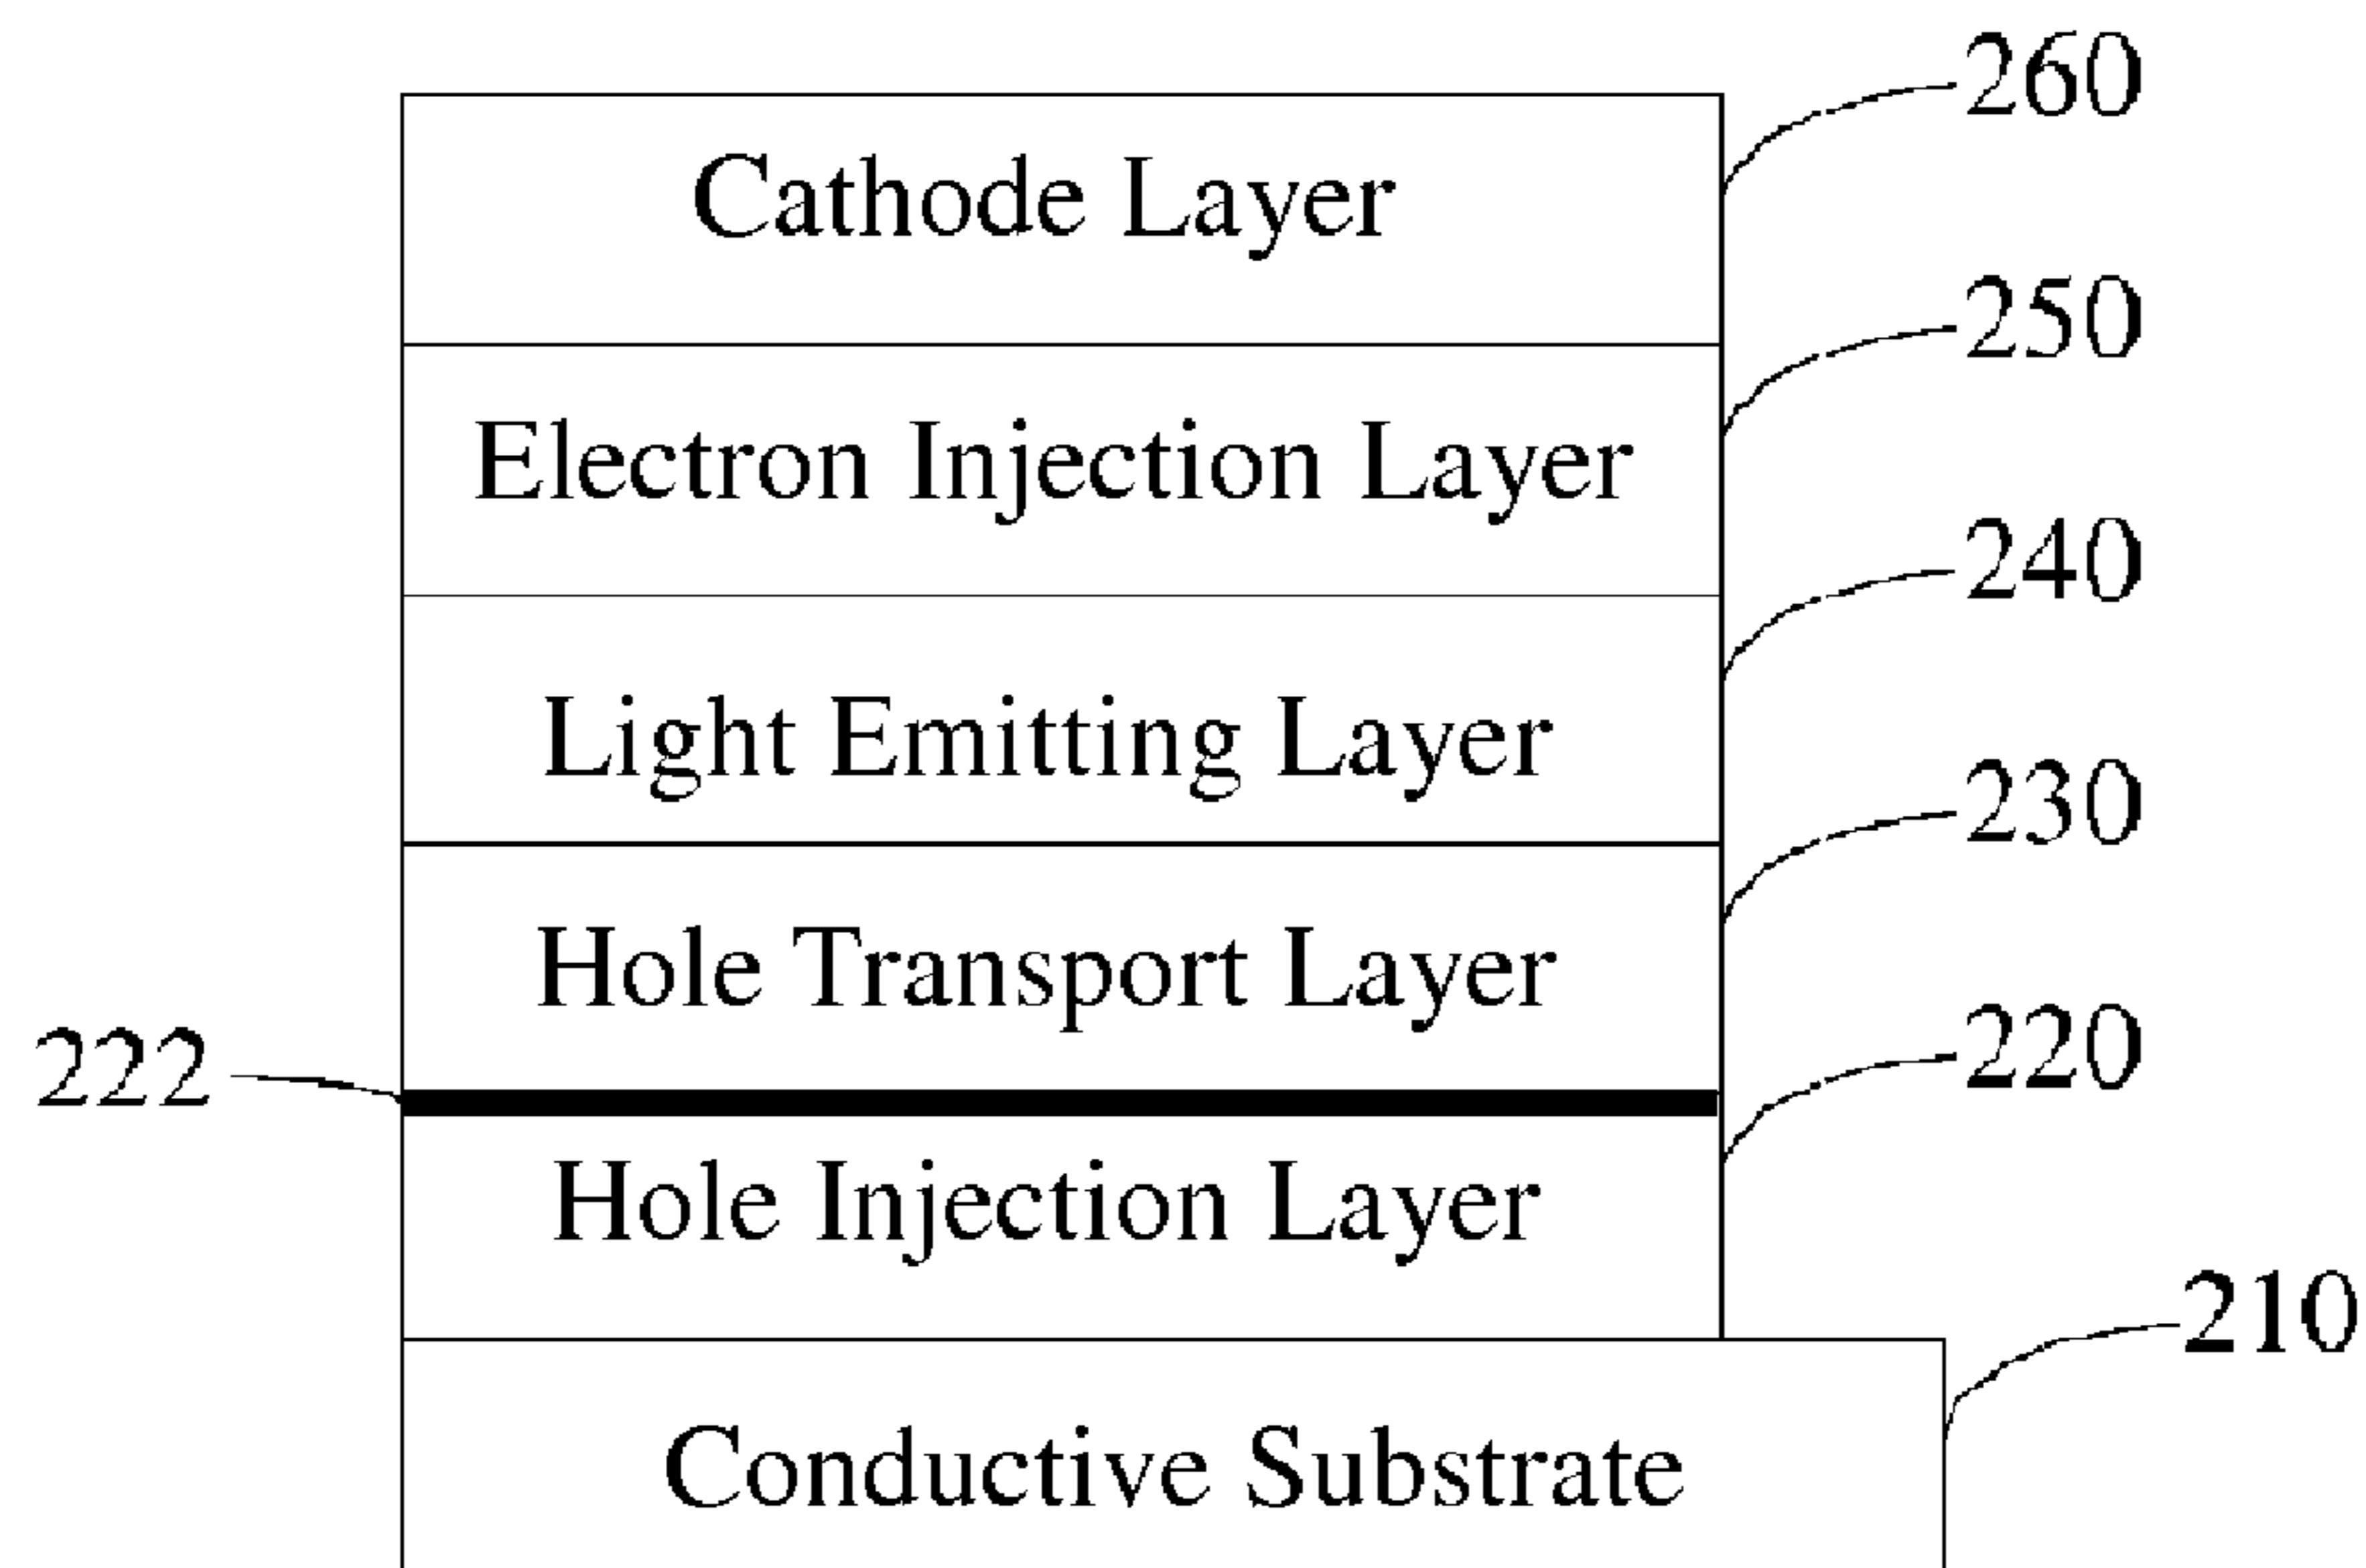 260
Cathode Layer
250
Electron Injection Layer
240
Light Emitting Layer
230
Hole Transport Layer
222
220
Hole Injection Layer
210
Conductive Substrate